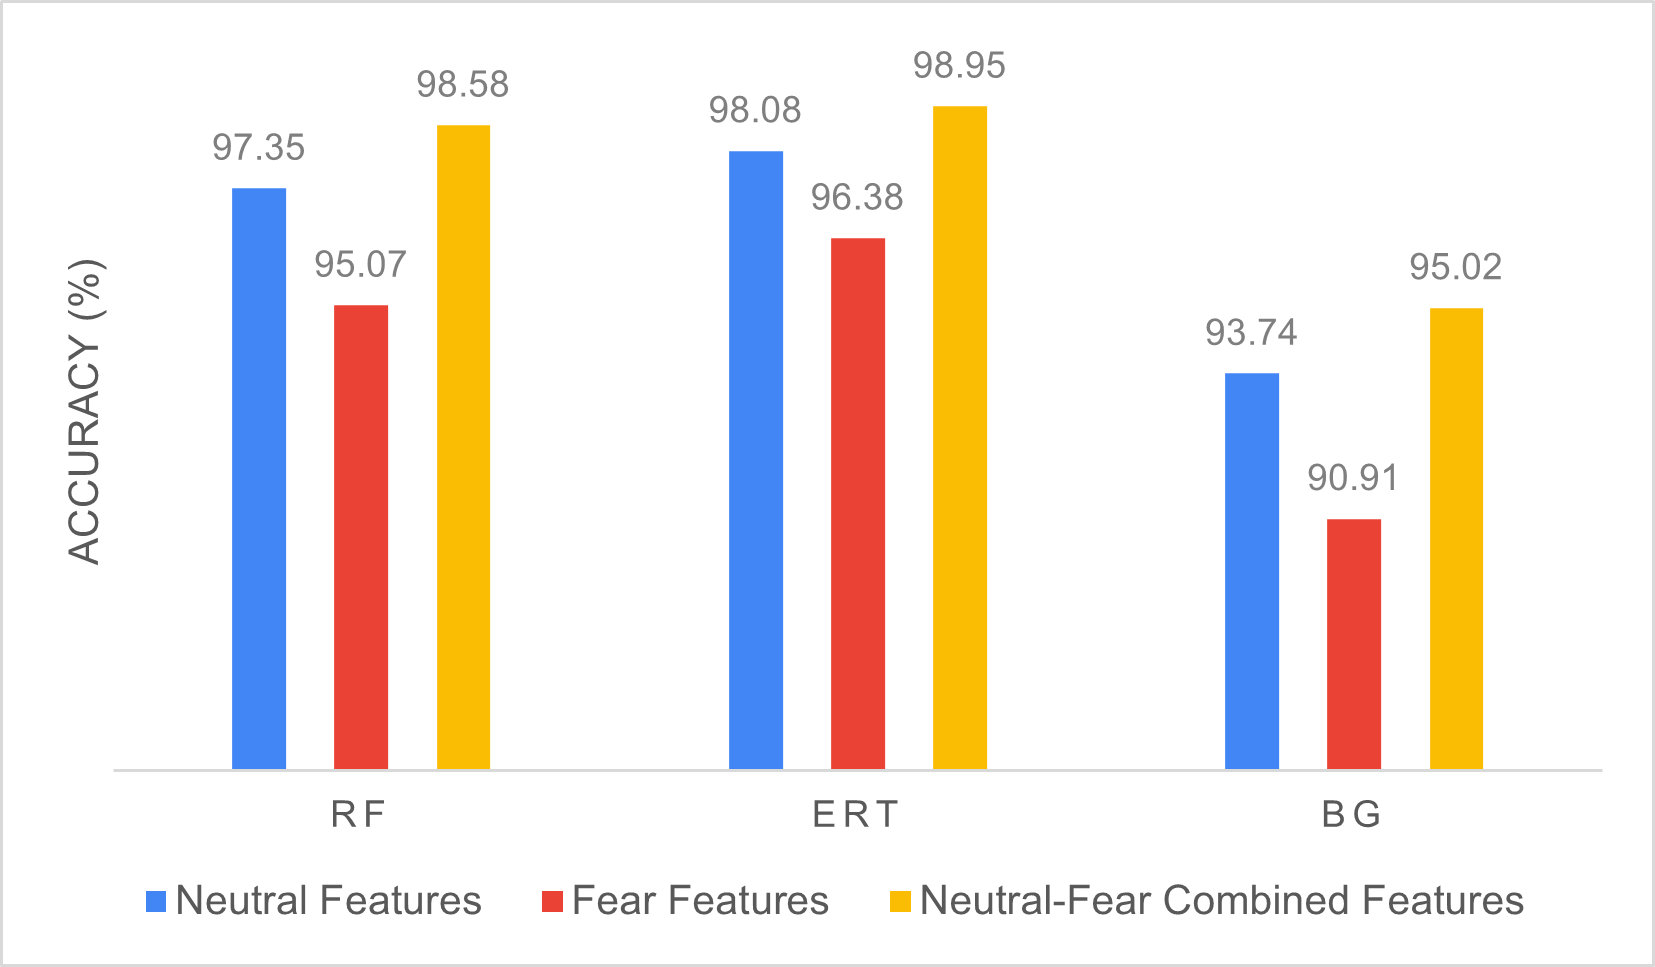 ACCURACY (%)
97.35
95.07
98.58
98.08
96.38
98.95
93.74
90.91
95.02
RF
ERT
BG
Neutral Features
Fear Features
Neutral-Fear Combined Features